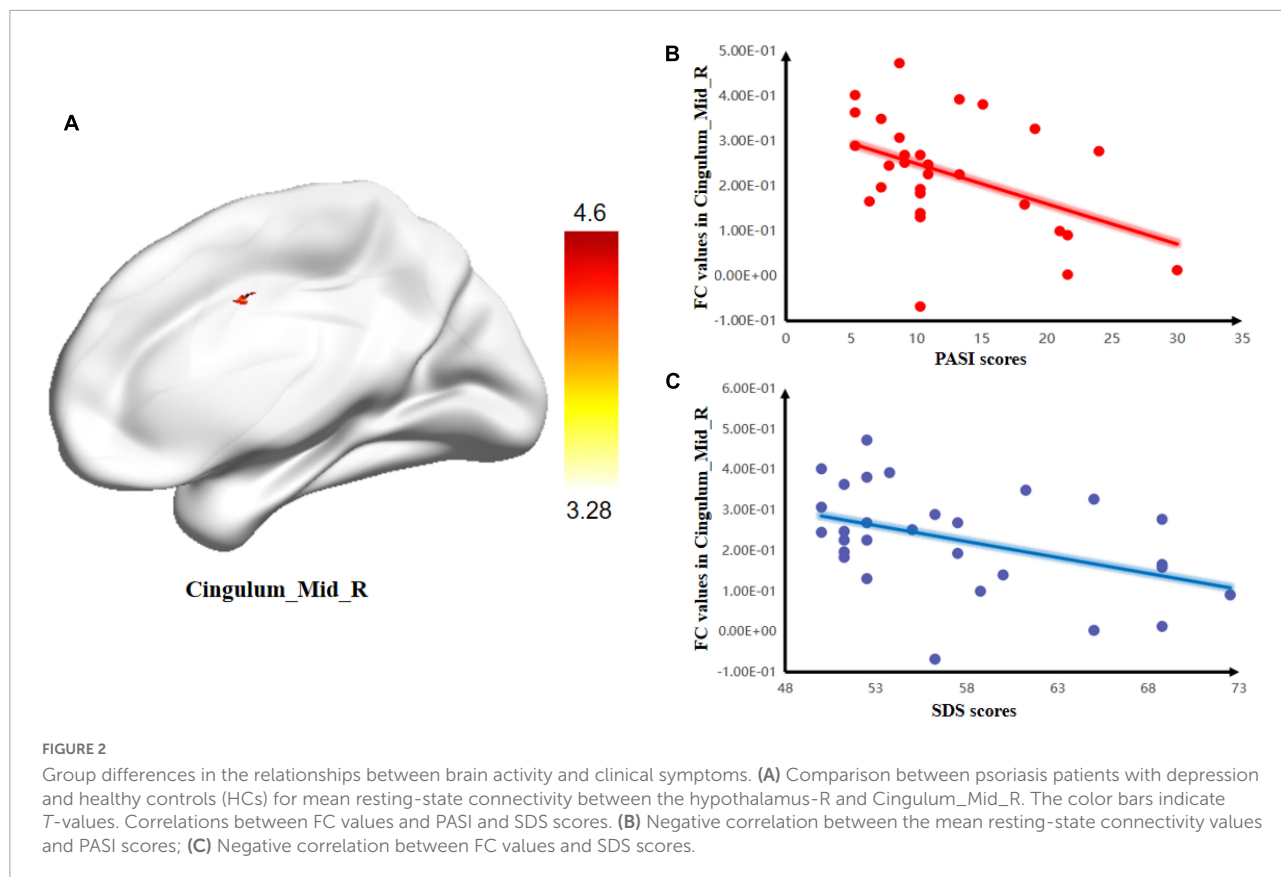 A
4.6
3.28
Cingulum_Mid_R
B
FC values in Cingulum_Mid_R
5.00E-01
4.00E-01
3.00E-01
2.00E-01
1.00E-01
0.00E+00
-1.00E-01
0 5 10 15 20 25 30 35
PASI scores
C
FC values in Cingulum_Mid_R
6.00E-01
5.00E-01
4.00E-01
3.00E-01
2.00E-01
1.00E-01
0.00E+00
-1.00E-01
48 53 58 63 68 73
SDS scores
FIGURE 2
Group differences in the relationships between brain activity and clinical symptoms. (A) Comparison between psoriasis patients with depression
and healthy controls (HCs) for mean resting-state connectivity between the hypothalamus-R and Cingulum_Mid_R. The color bars indicate
T-values. Correlations between FC values and PASI and SDS scores. (B) Negative correlation between the mean resting-state connectivity values
and PASI scores; (C) Negative correlation between FC values and SDS scores.